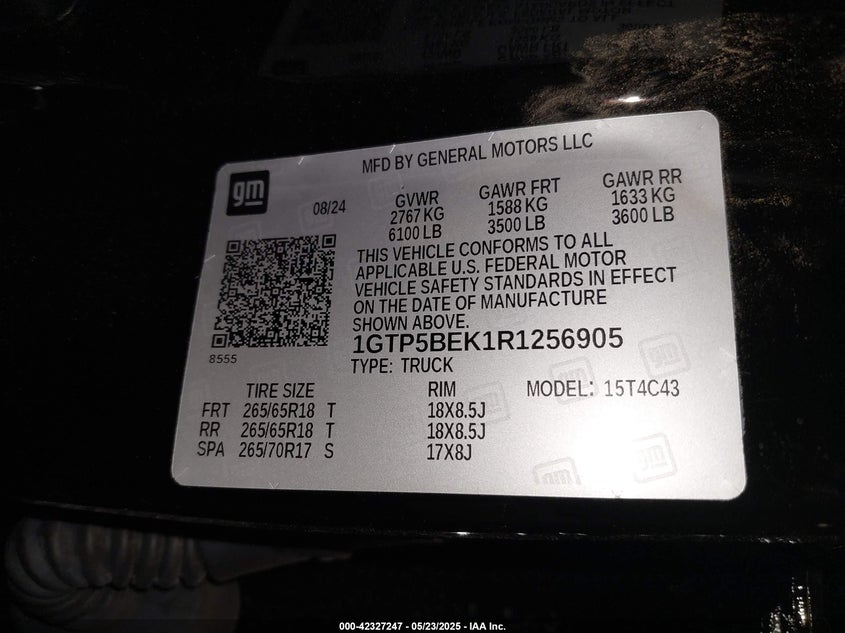 MFD BY GENERAL MOTORS LLC
gm
08/24
GVWR GAWR FRT GAWR RR
2767 KG 1588 KG 1633 KG
6100 LB 3500 LB 3600 LB
THIS VEHICLE CONFORMS TO ALL
APPLICABLE U.S. FEDERAL MOTOR
VEHICLE SAFETY STANDARDS IN EFFECT
ON THE DATE OF MANUFACTURE
SHOWN ABOVE.
8555
1GTP5BEK1R1256905
TYPE: TRUCK
TIRE SIZE RIM MODEL: 15T4C43
FRT 265/65R18 T 18X8.5J
RR 265/65R18 T 18X8.5J
SPA 265/70R17 S 17X8J
000-42327247 - 05/23/2025 - IAA Inc.